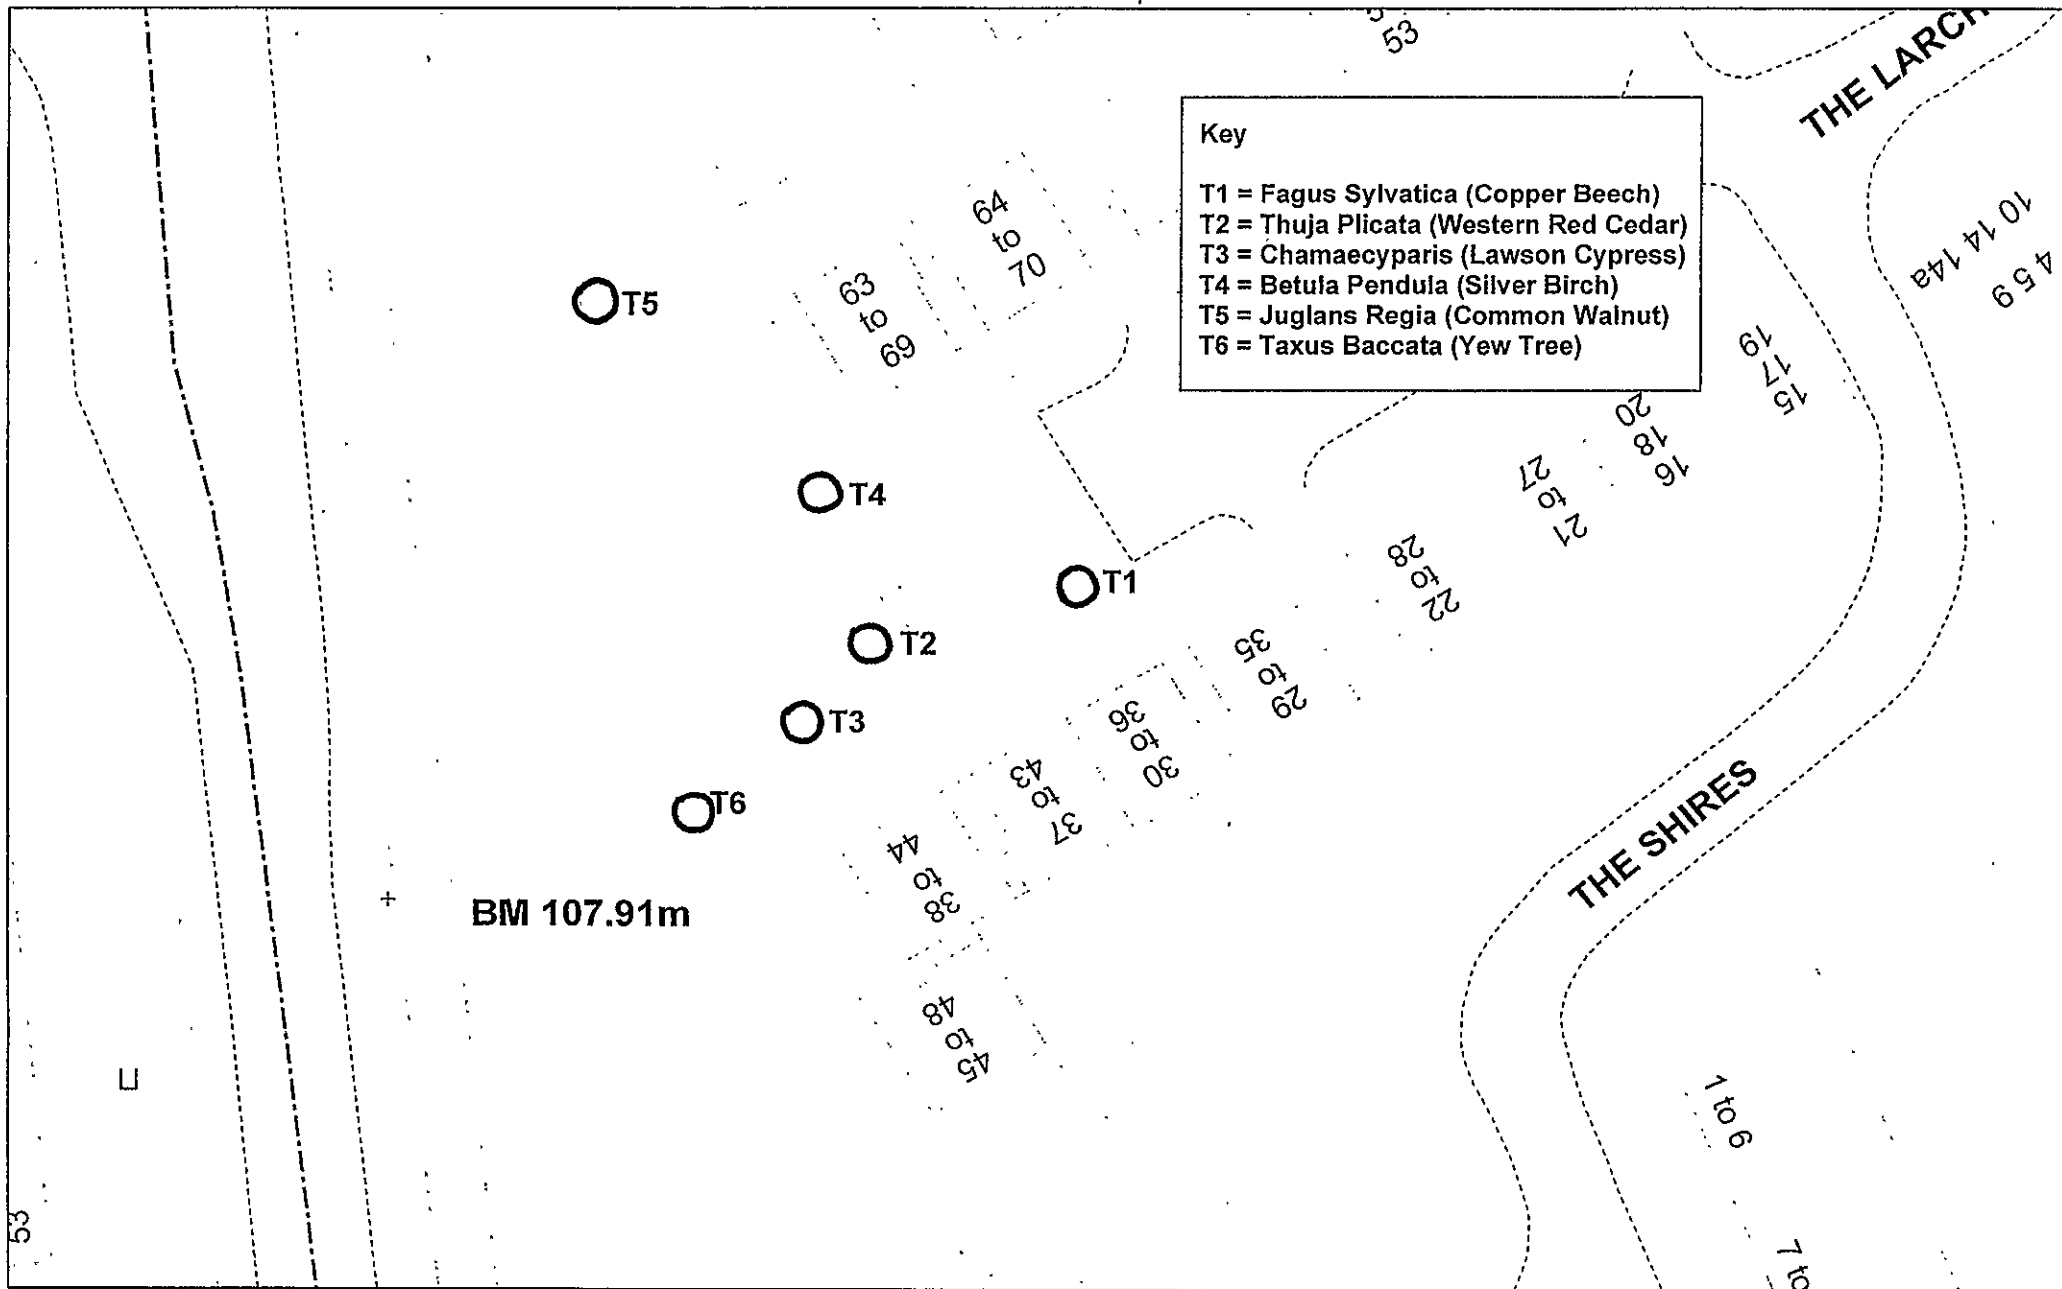 53
THE LARCH
Key
T1 = Fagus Sylvatica (Copper Beech)
T2 = Thuja Plicata (Western Red Cedar)
T3 = Chamaecyparis (Lawson Cypress)
T4 = Betula Pendula (Silver Birch)
T5 = Juglans Regia (Common Walnut)
T6 = Taxus Baccata (Yew Tree)
64
to
70
63
to
69
10 14 14a
4 5 9
15
17
19
16
18
20
21
to
27
22
to
28
29
to
35
30
to
36
37
to
43
38
to
44
45
to
48
T5
T4
T1
T2
T3
T6
BM 107.91m
THE SHIRES
1 to 6
7 to
53